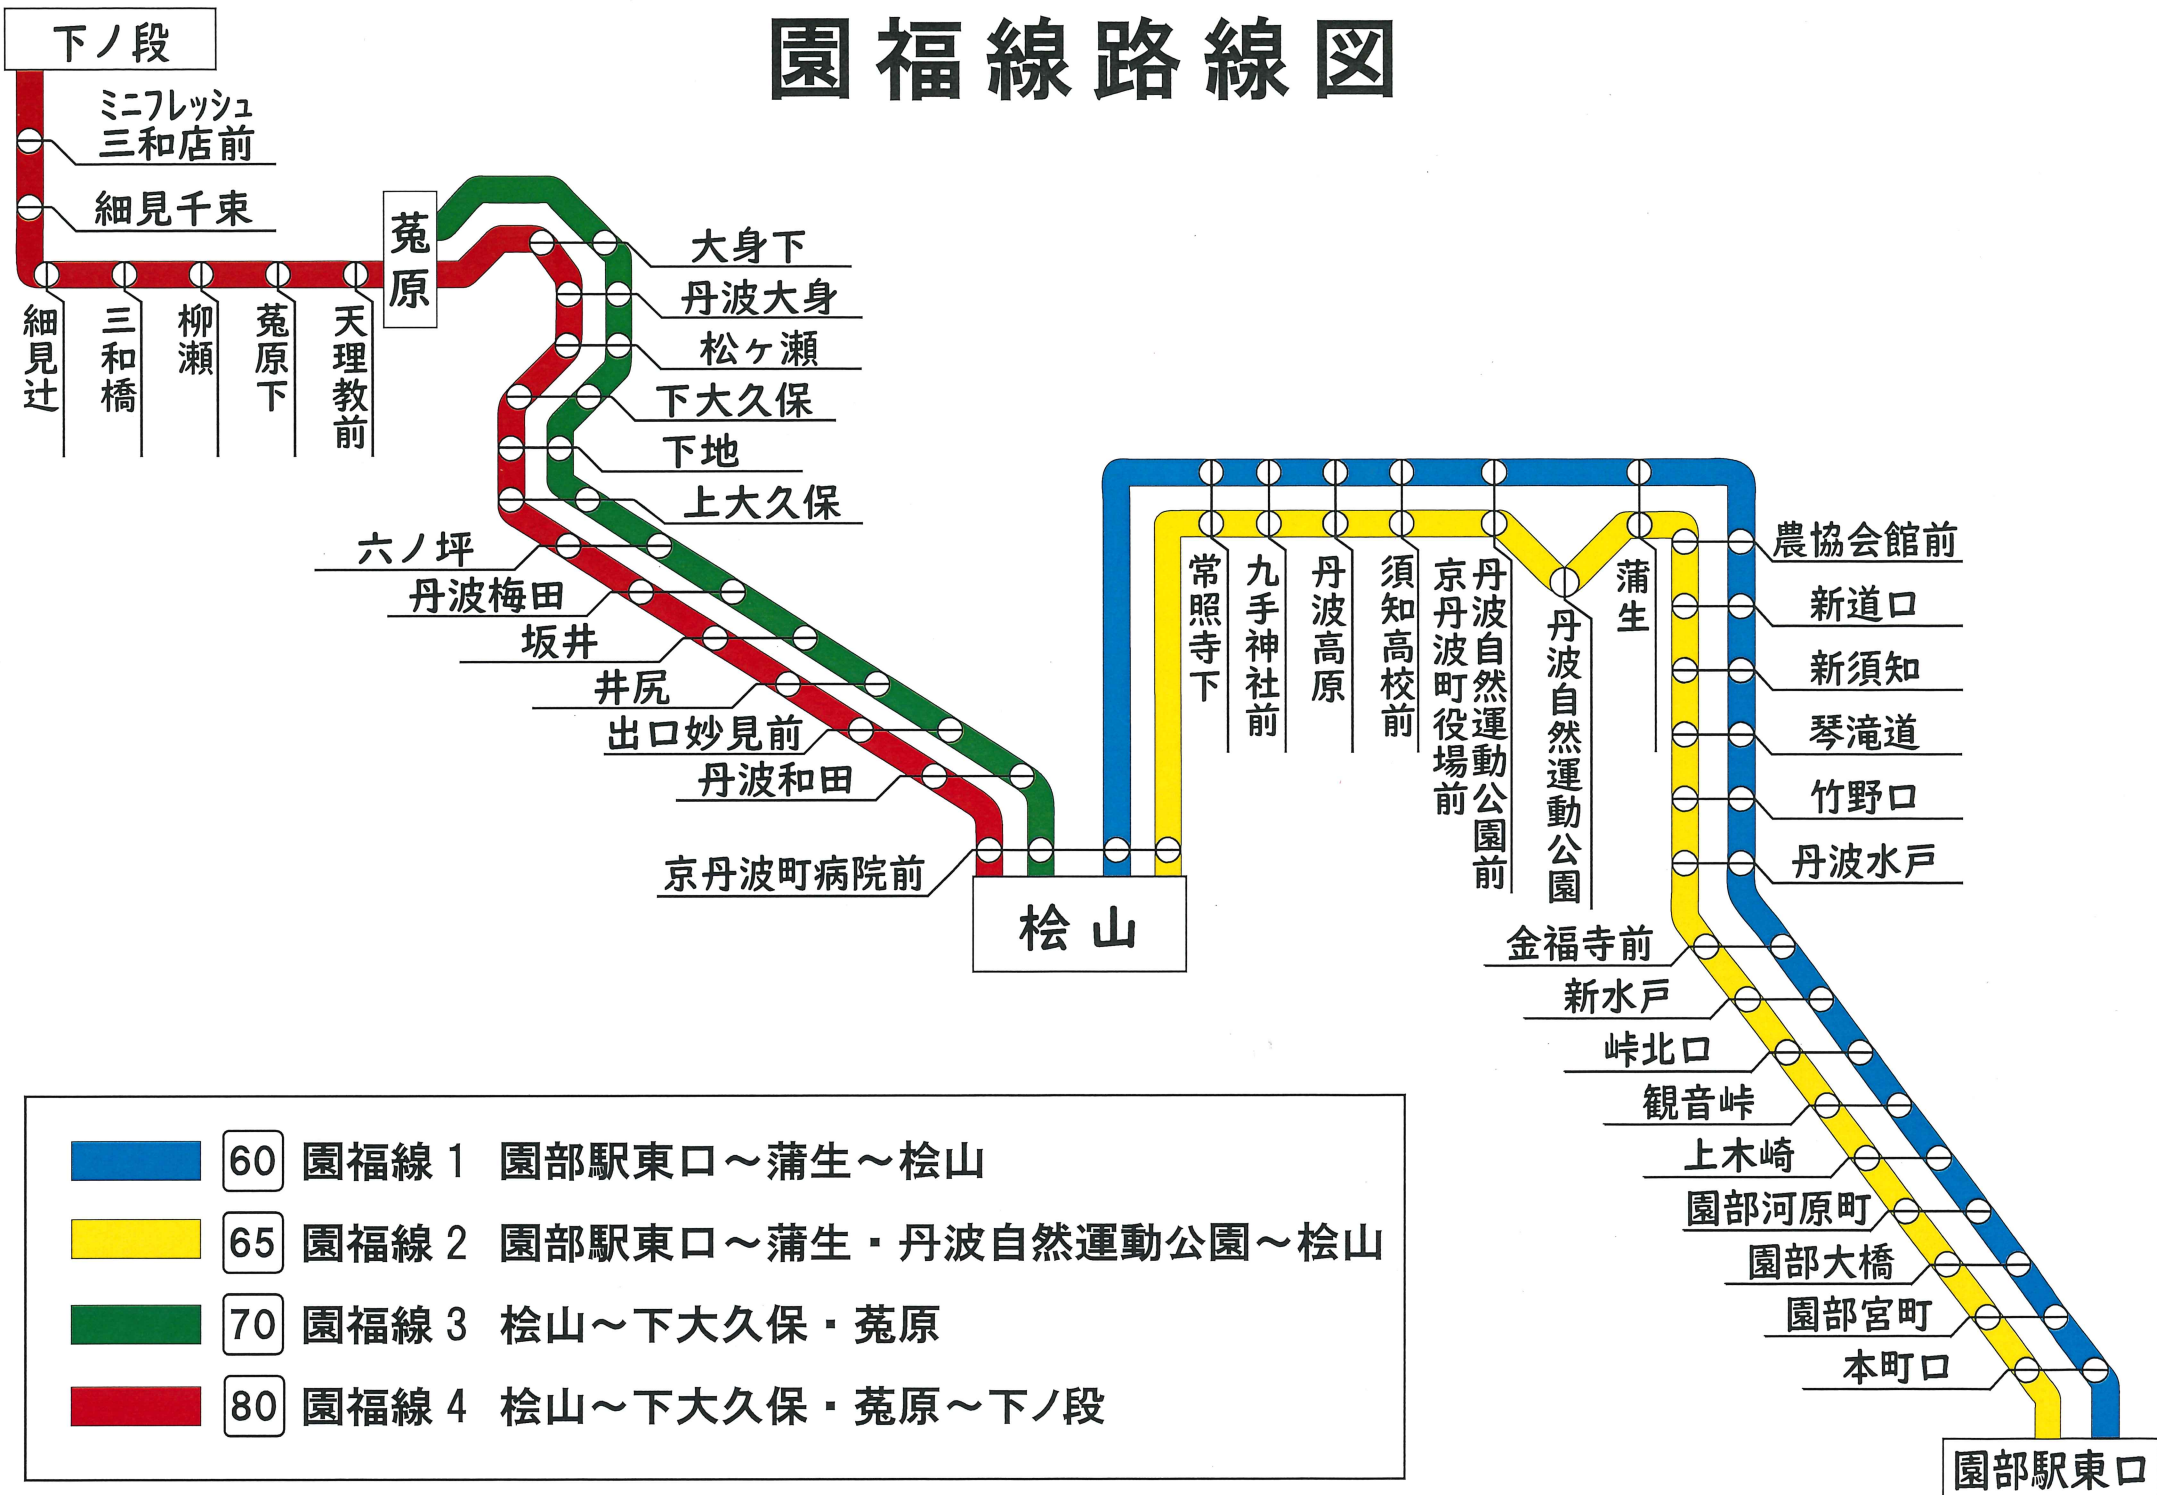 園福線路線図
下ノ段
ミニフレッシュ
三和店前
細見千束
細見辻
三和橋
柳瀬
菟原下
天理教前
菟原
大身下
丹波大身
松ヶ瀬
下大久保
下地
上大久保
六ノ坪
丹波梅田
坂井
井尻
出口妙見前
丹波和田
京丹波町病院前
桧山
常照寺下
九手神社前
丹波高原
須知高校前
丹波自然運動公園前
京丹波町役場前
丹波自然運動公園
蒲生
農協会館前
新道口
新須知
琴滝道
竹野口
丹波水戸
金福寺前
新水戸
峠北口
観音峠
上木崎
園部河原町
園部大橋
園部宮町
本町口
園部駅東口
60 園福線1 園部駅東口～蒲生～桧山
65 園福線2 園部駅東口～蒲生・丹波自然運動公園～桧山
70 園福線3 桧山～下大久保・菟原
80 園福線4 桧山～下大久保・菟原～下ノ段